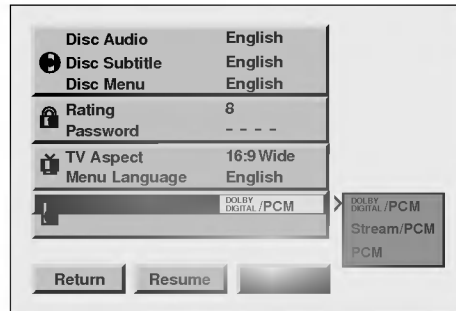 Disc Audio English
Disc Subtitle English
Disc Menu English
Rating 8
Password - - - -
TV Aspect 16:9 Wide
Menu Language English
DOLBY DIGITAL /PCM
> DOLBY DIGITAL /PCM
Stream/PCM
PCM
Return Resume